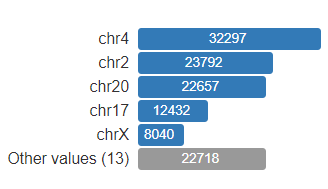 chr4 32297
chr2 23792
chr20 22657
chr17 12432
chrX 8040
Other values (13) 22718